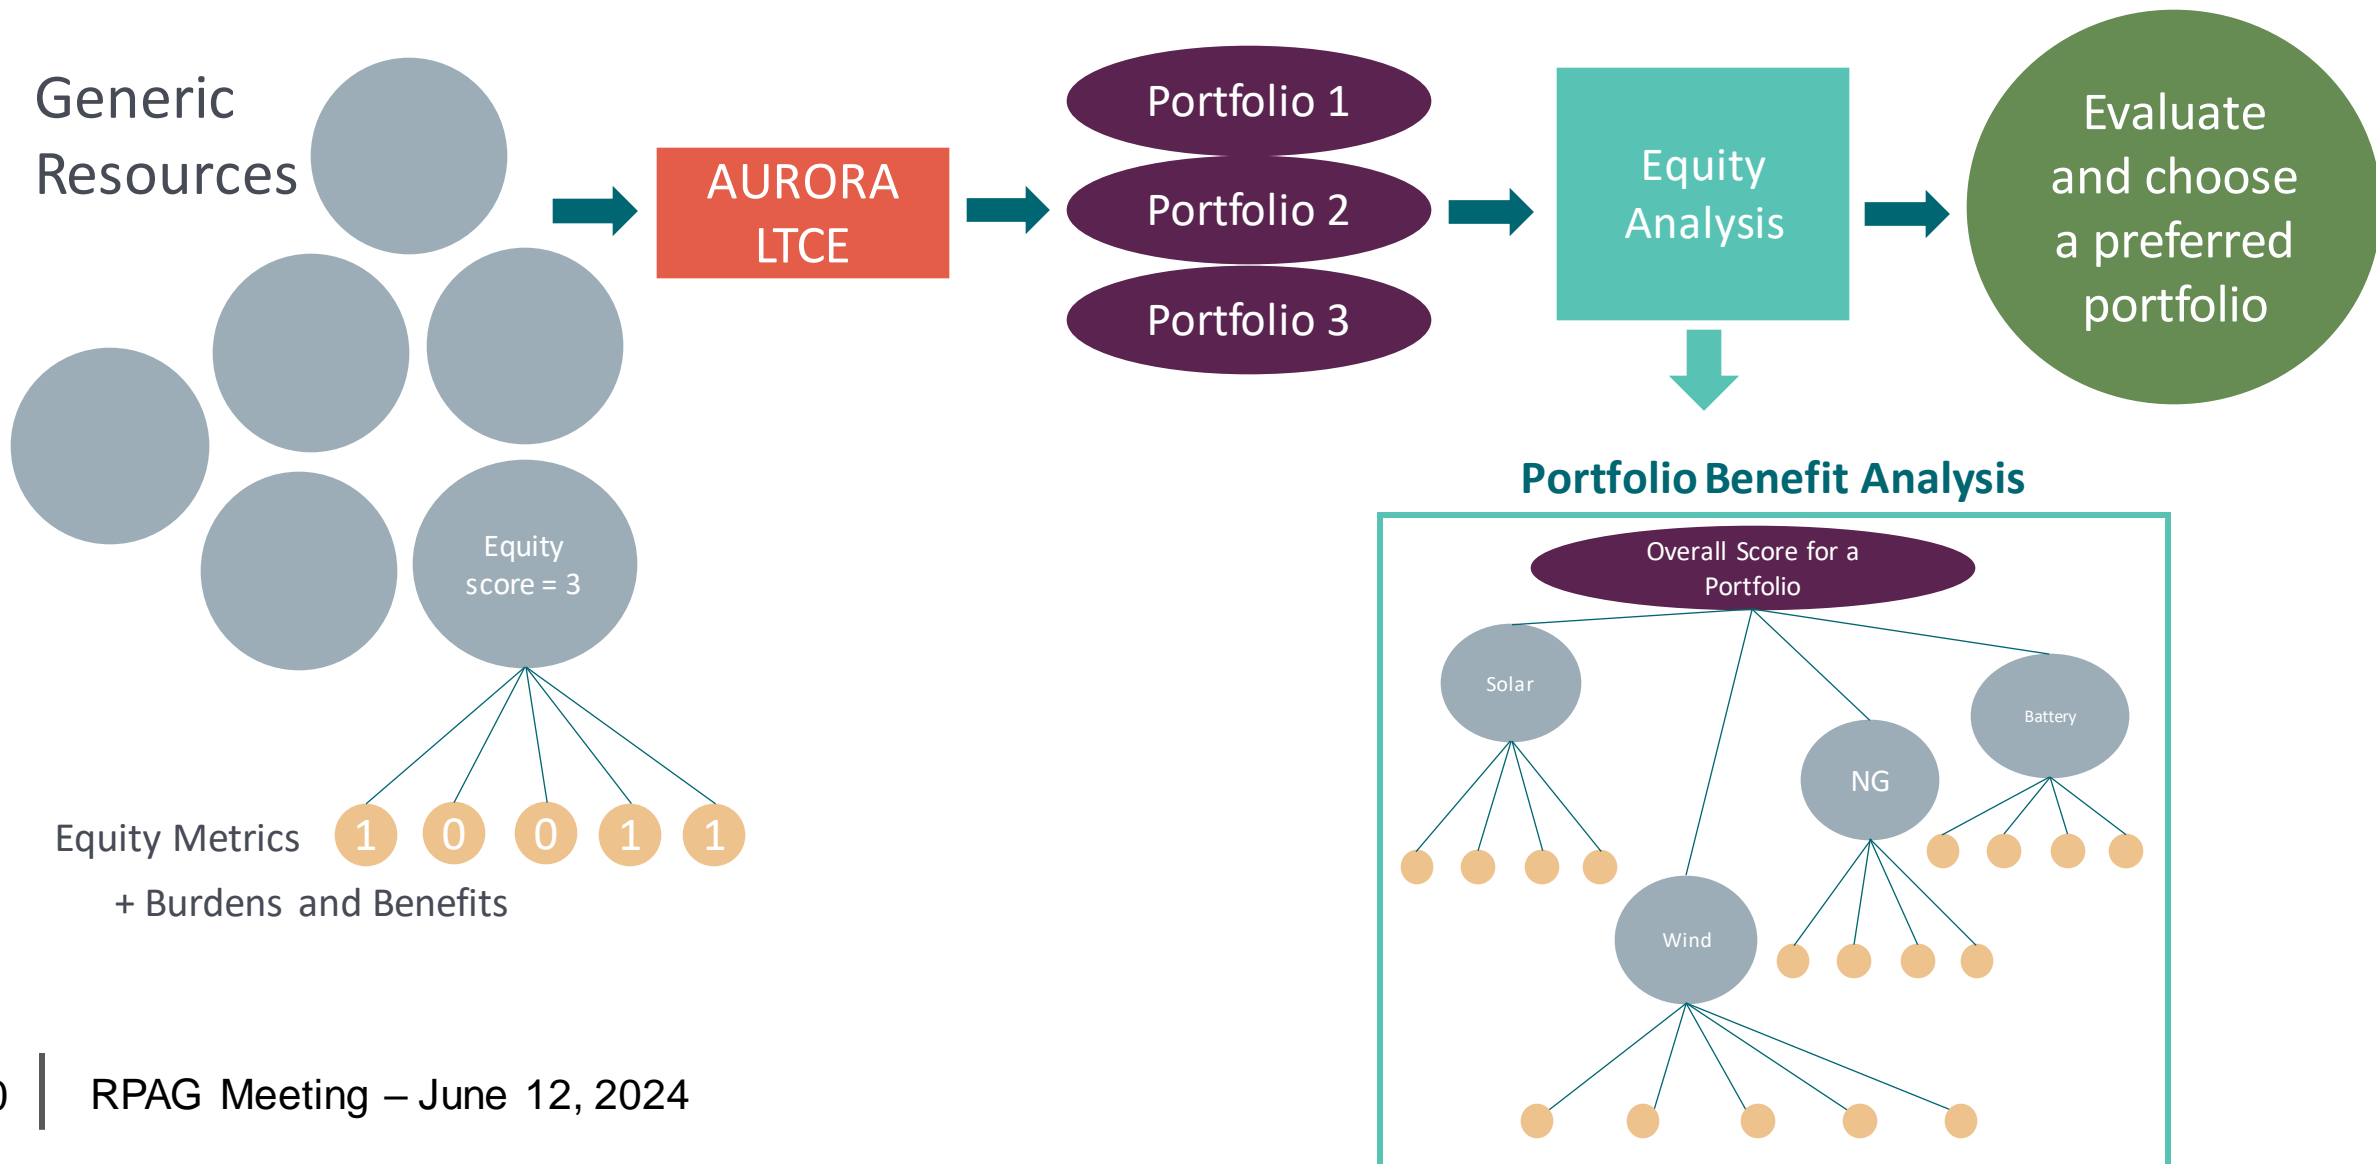 Generic
Resources
AURORA
LTCE
Portfolio 1
Portfolio 2
Portfolio 3
Equity
Analysis
Evaluate
and choose
a preferred
portfolio
Equity
score = 3
Equity Metrics 1 0 0 1 1
+ Burdens and Benefits
Portfolio Benefit Analysis
Overall Score for a
Portfolio
Solar
Battery
NG
Wind
RPAG Meeting – June 12, 2024